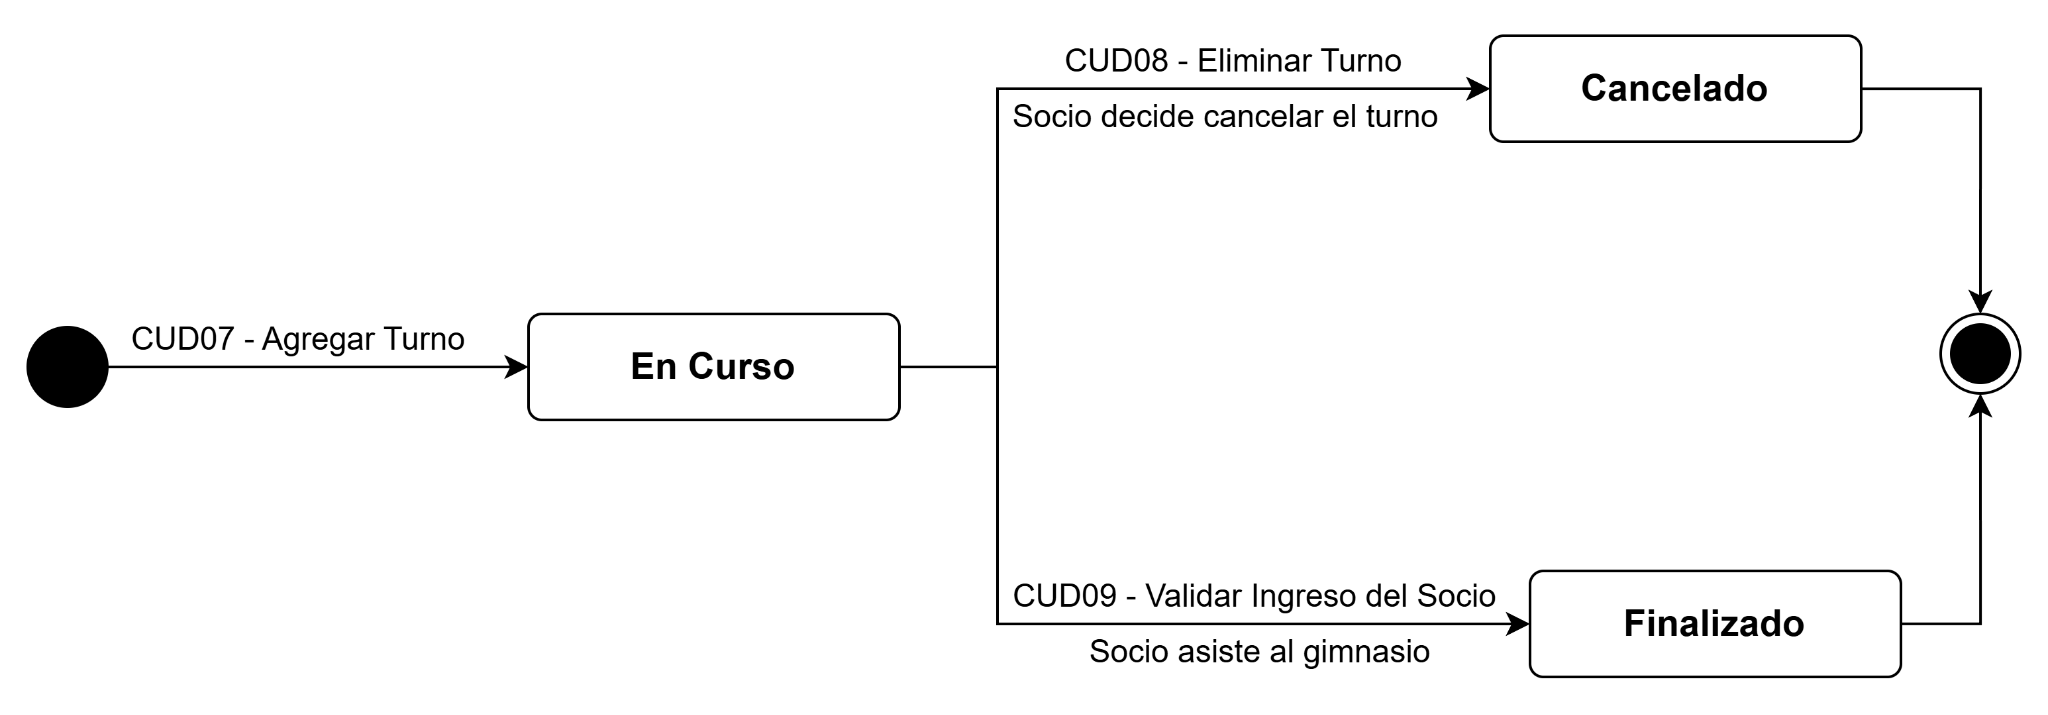 CUD08 - Eliminar Turno
Socio decide cancelar el turno
Cancelado
CUD07 - Agregar Turno
En Curso
CUD09 - Validar Ingreso del Socio
Socio asiste al gimnasio
Finalizado